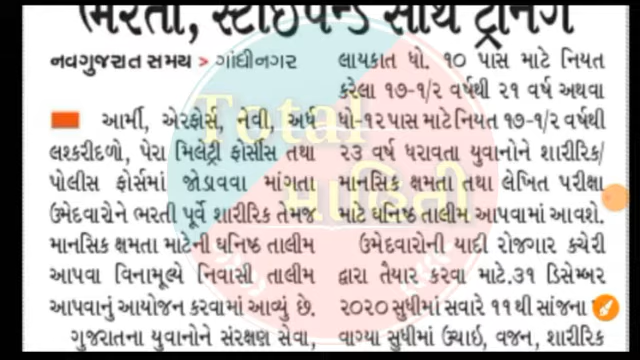 ભરતી, સ્ટાઈપેન્ડ સાથે ટ્રેનિંગ
નવગુજરાત સમય > ગાંધીનગર
આર્મી, એરફોર્સ, નેવી, અર્ધ
લશ્કરીદળો, પેરા મિલેટ્રી ફોર્સીસ તથા
પોલીસ ફોર્સમાં જોડાવવા માંગતા
ઉમેદવારોને ભરતી પૂર્વે શારીરિક તેમજ
માનસિક ક્ષમતા માટેની ઘનિષ્ઠ તાલીમ
આપવા વિનામૂલ્યે નિવાસી તાલીમ
આપવાનું આયોજન કરવામાં આવ્યું છે.
ગુજરાતના યુવાનોને સંરક્ષણ સેવા,
લાયકાત ધો. ૧૦ પાસ માટે નિયત
કરેલા ૧૭-૧/૨ વર્ષથી ૨૧ વર્ષ અથવા
ધો-૧૨ પાસ માટે નિયત ૧૭-૧/૨ વર્ષથી
૨૩ વર્ષ ધરાવતા યુવાનોને શારીરિક/
માનસિક ક્ષમતા તથા લેખિત પરીક્ષા
માટે ઘનિષ્ઠ તાલીમ આપવામાં આવશે.
ઉમેદવારોની યાદી રોજગાર કચેરી
દ્વારા તૈયાર કરવા માટે.૩૧ ડિસેમ્બર
૨૦૨૦ સુધીમાં સવારે ૧૧થી સાંજના
વાગ્યા સુધીમાં ઉંચાઇ, વજન, શારીરિક
Total
માહિતી